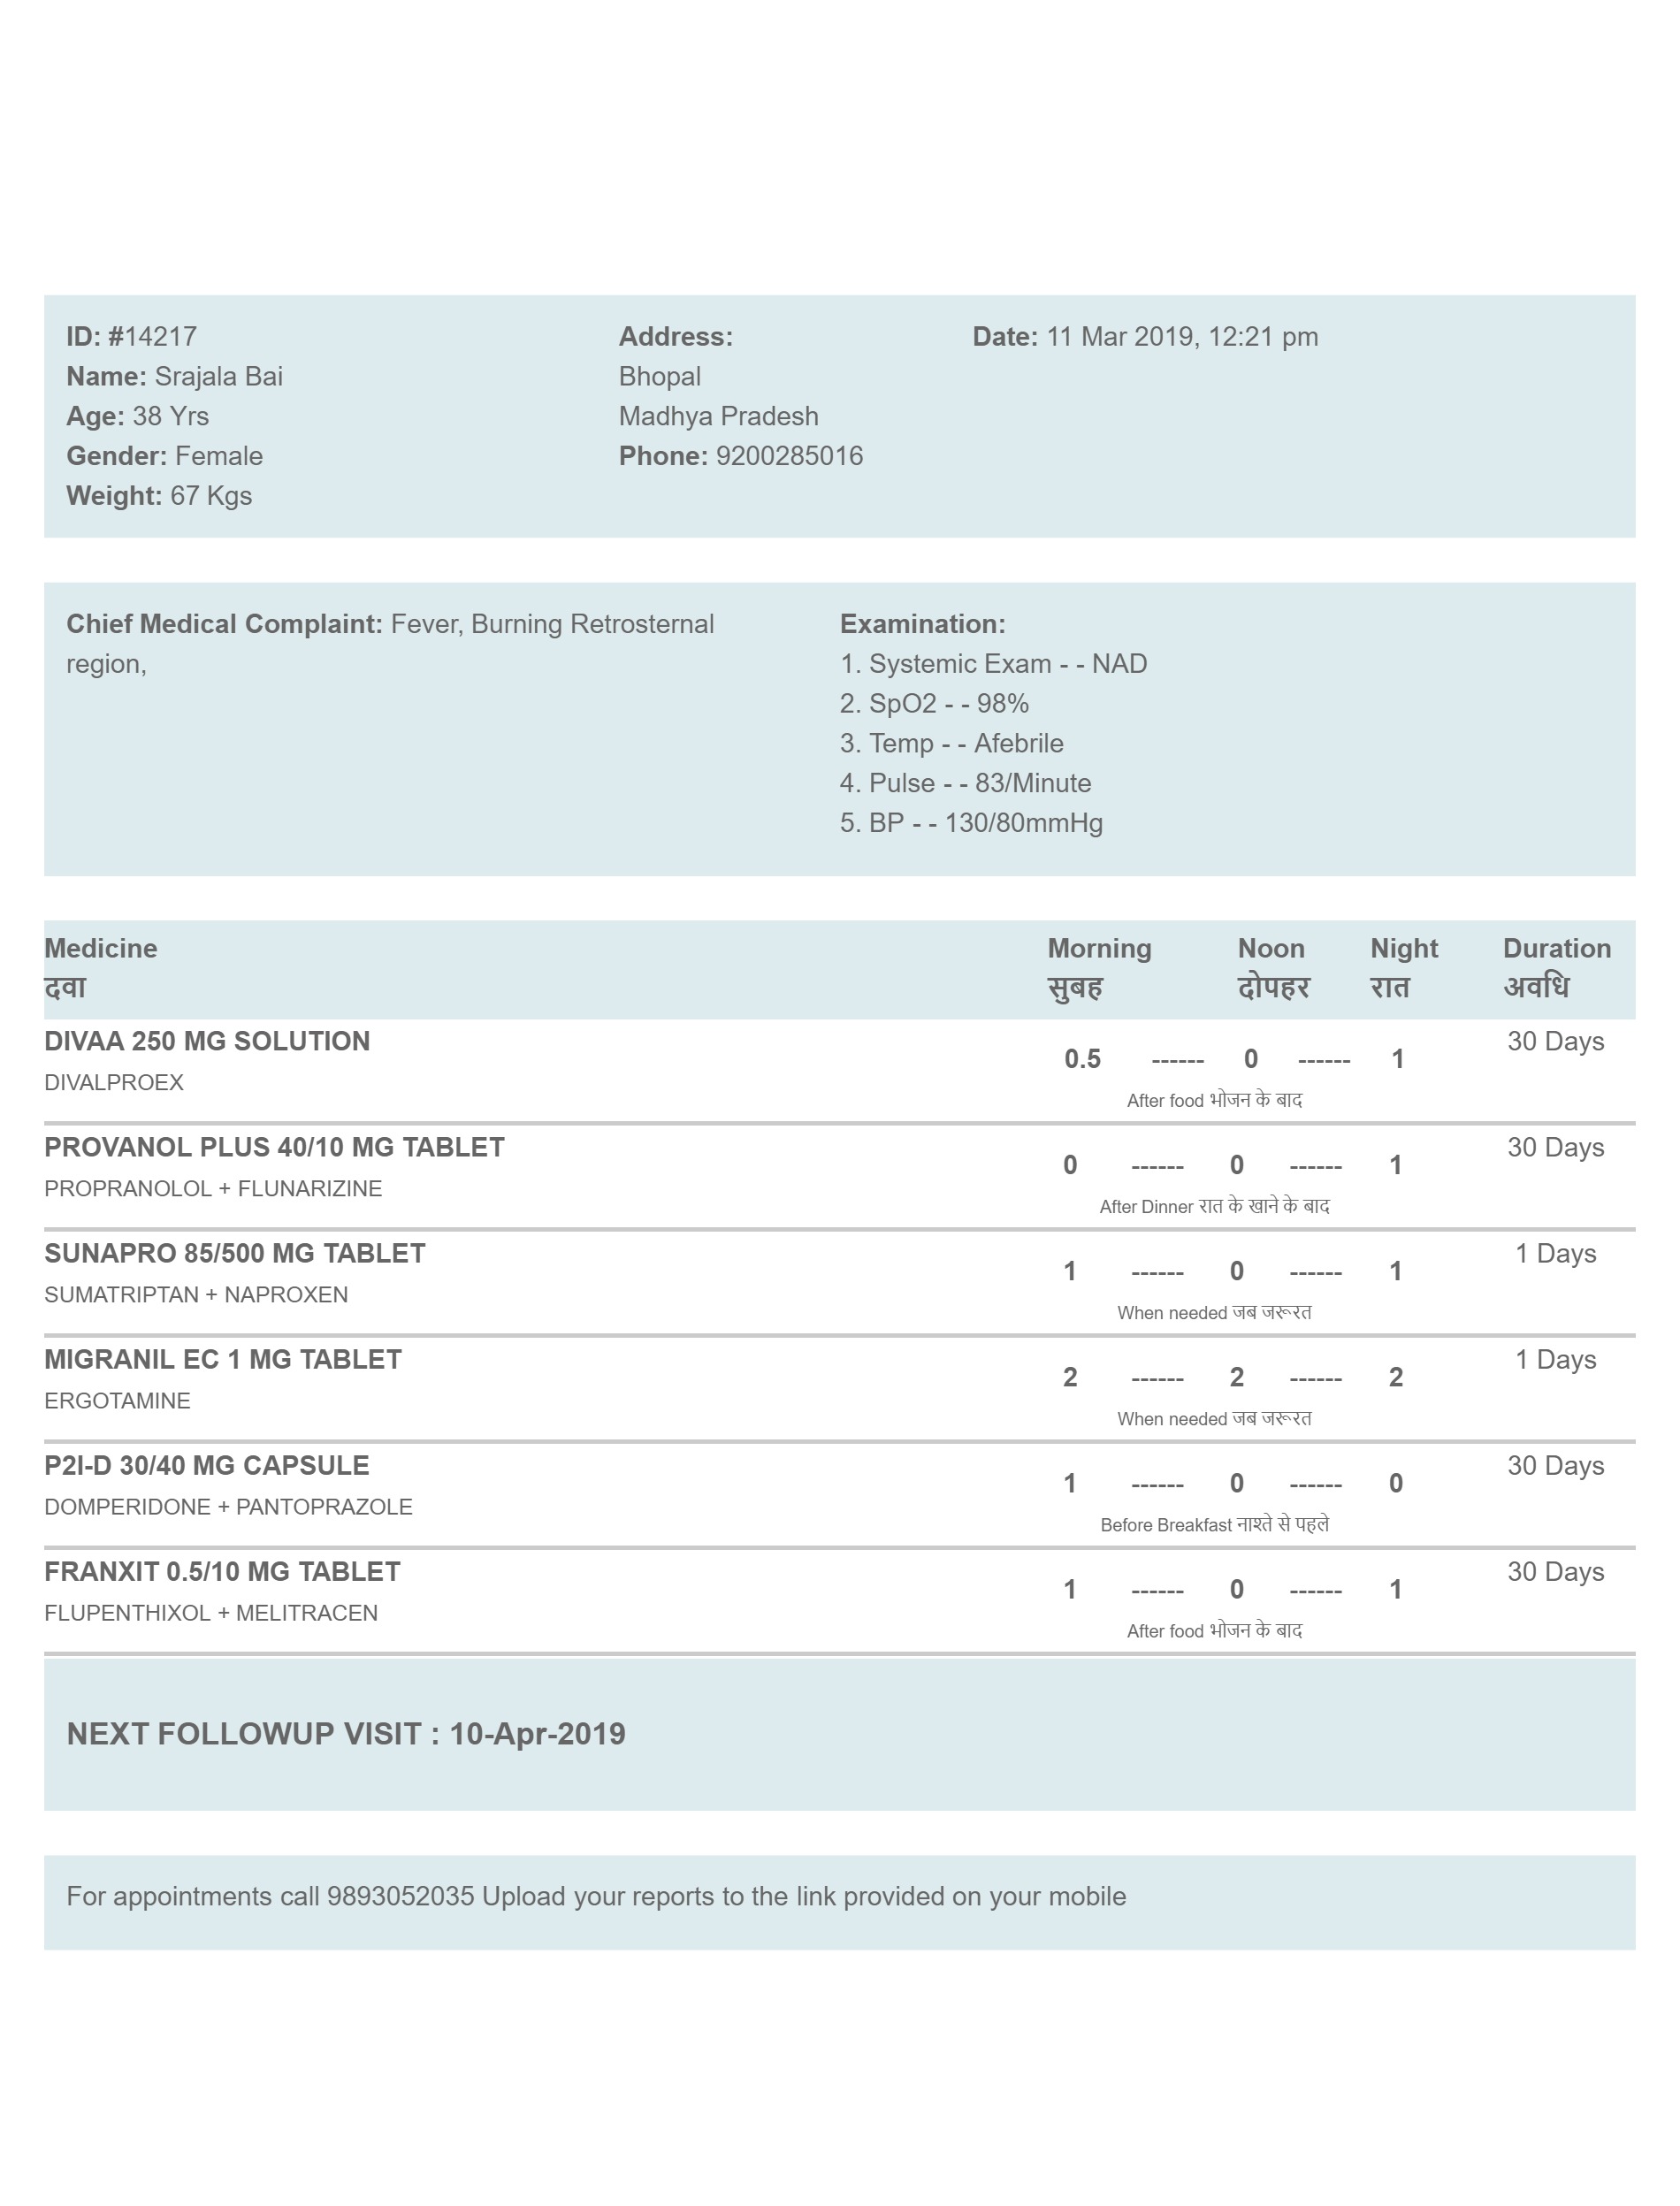 ID: #14217
Name: Srajala Bai
Age: 38 Yrs
Gender: Female
Weight: 67 Kgs
Address:
Bhopal
Madhya Pradesh
Phone: 9200285016
Date: 11 Mar 2019, 12:21 pm
Chief Medical Complaint: Fever, Burning Retrosternal
region,
Examination:
1. Systemic Exam - - NAD
2. SpO2 - - 98%
3. Temp - - Afebrile
4. Pulse - - 83/Minute
5. BP - - 130/80mmHg
Medicine Morning Noon Night Duration
दवा सुबह दोपहर रात अवधि
DIVAA 250 MG SOLUTION 30 Days
0.5 ------ 0 ------ 1
DIVALPROEX
After food भोजन के बाद
PROVANOL PLUS 40/10 MG TABLET 30 Days
0 ------ 0 ------ 1
PROPRANOLOL + FLUNARIZINE
After Dinner रात के खाने के बाद
SUNAPRO 85/500 MG TABLET 1 Days
1 ------ 0 ------ 1
SUMATRIPTAN + NAPROXEN
When needed जब जरूरत
MIGRANIL EC 1 MG TABLET 1 Days
2 ------ 2 ------ 2
ERGOTAMINE
When needed जब जरूरत
P2I-D 30/40 MG CAPSULE 30 Days
1 ------ 0 ------ 0
DOMPERIDONE + PANTOPRAZOLE
Before Breakfast नाश्ते से पहले
FRANXIT 0.5/10 MG TABLET 30 Days
1 ------ 0 ------ 1
FLUPENTHIXOL + MELITRACEN
After food भोजन के बाद
NEXT FOLLOWUP VISIT : 10-Apr-2019
For appointments call 9893052035 Upload your reports to the link provided on your mobile